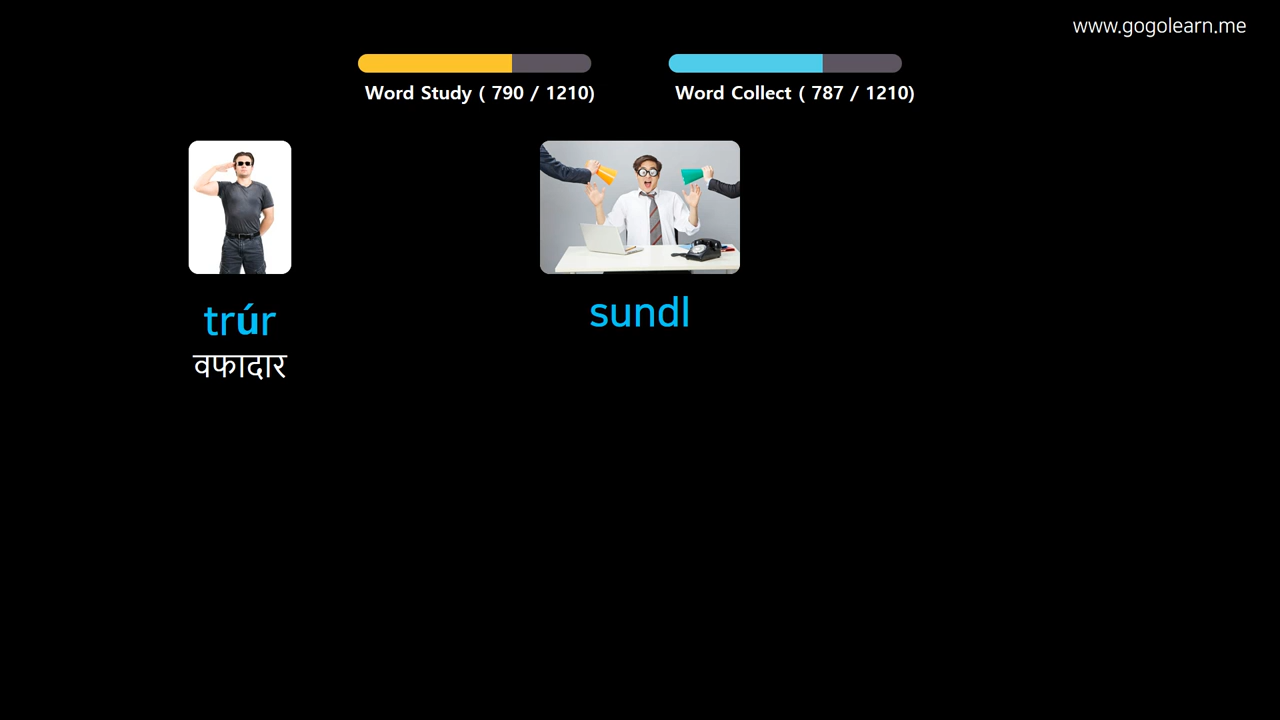 www.gogolearn.me
Word Study ( 790 / 1210)
Word Collect ( 787 / 1210)
trúr
वफादार
sundl